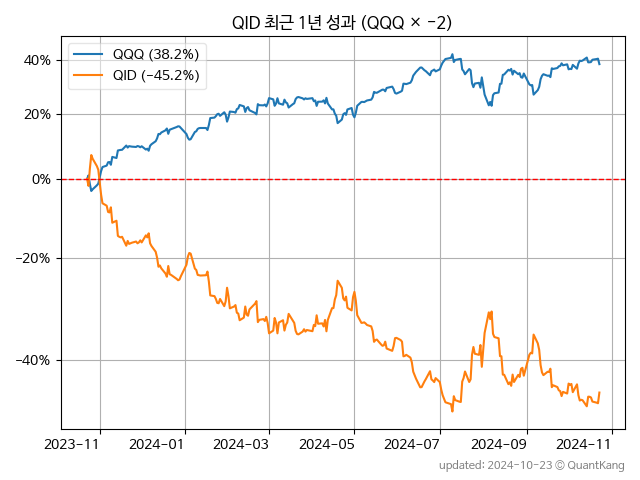 QID 최근 1년 성과 (QQQ × −2)
QQQ (38.2%)
QID (−45.2%)
40%
20%
0%
−20%
−40%
2023-11 2024-01 2024-03 2024-05 2024-07 2024-09 2024-11
updated: 2024-10-23 © QuantKang